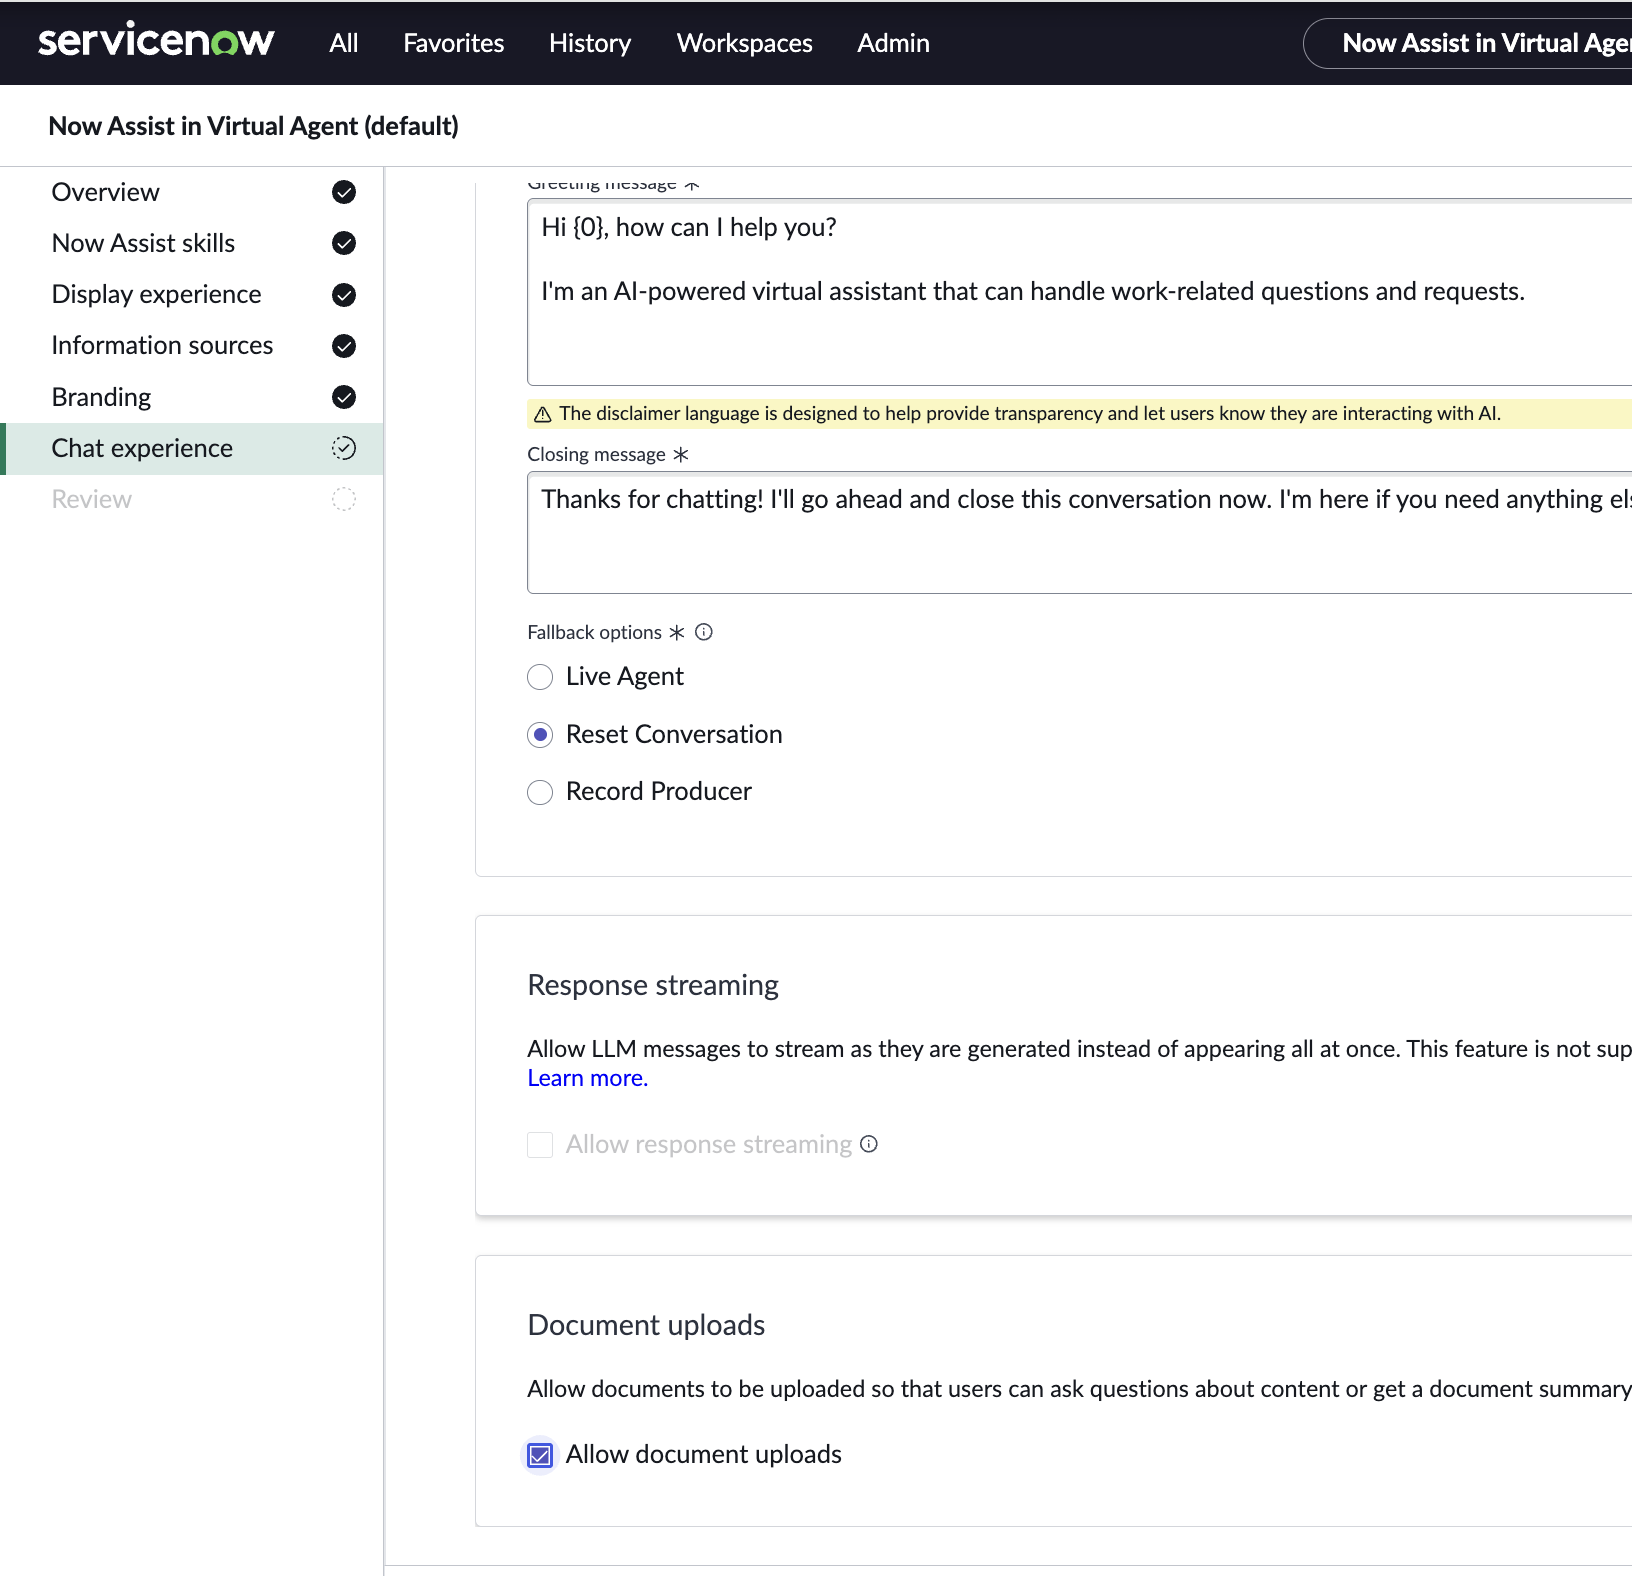 servicenow
All
Favorites
History
Workspaces
Admin
Now Assist in Virtual
Now Assist in Virtual Agent (default)
Overview
Now Assist skills
Display experience
Information sources
Branding
Chat experience
Review
Greeting message *
Hi {0}, how can I help you?
I'm an AI-powered virtual assistant that can handle work-related questions and requests.
The disclaimer language is designed to help provide transparency and let users know they are interacting with AI.
Closing message *
Thanks for chatting! I'll go ahead and close this conversation now. I'm here if you need anything
Fallback options *
Live Agent
Reset Conversation
Record Producer
Response streaming
Allow LLM messages to stream as they are generated instead of appearing all at once. This feature is not
Learn more.
Allow response streaming
Document uploads
Allow documents to be uploaded so that users can ask questions about content or get a document summary
Allow document uploads